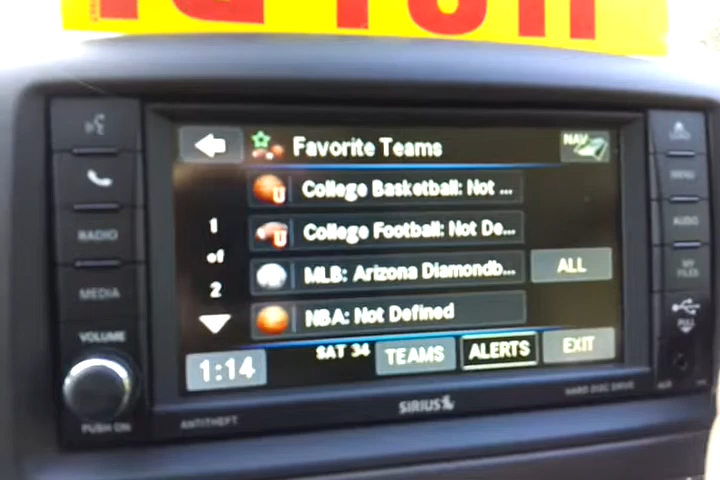 Favorite Teams
NAV
College Basketball: Not ...
College Football: Not De...
MLB: Arizona Diamondb...
NBA: Not Defined
1
of
2
ALL
1:14
SAT 34
TEAMS
ALERTS
EXIT
RADIO
MEDIA
VOLUME
PUSH ON
MENU
AUDIO
MY
FILES
PULL
ANTITHEFT
SIRIUS
HARD DISC DRIVE
AUX